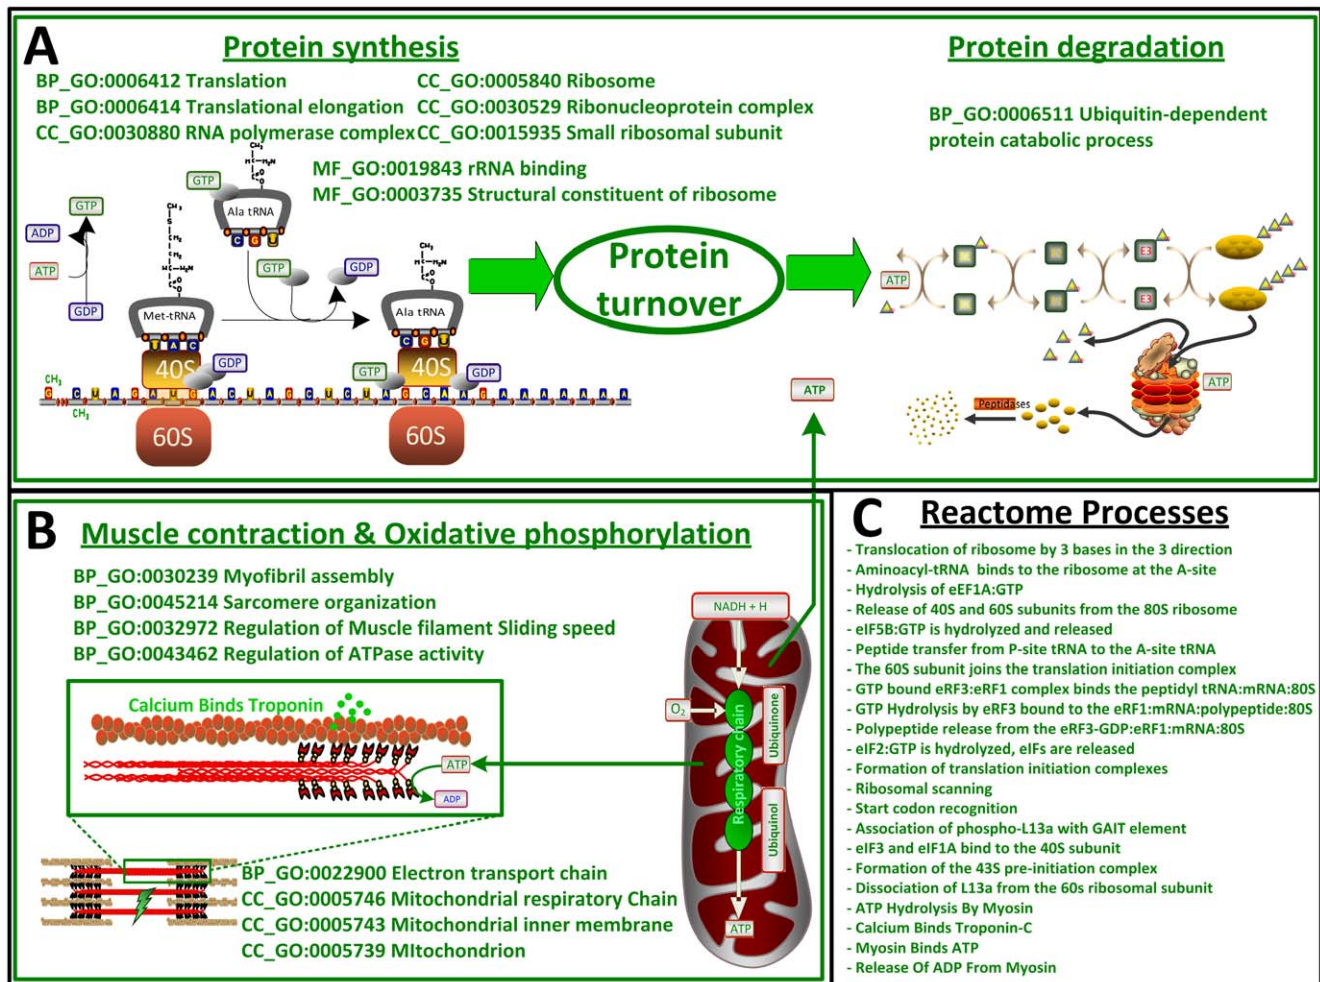 A
Protein synthesis
Protein degradation
BP_GO:0006412 Translation
CC_GO:0005840 Ribosome
BP_GO:0006414 Translational elongation
CC_GO:0030529 Ribonucleoprotein complex
CC_GO:0030880 RNA polymerase complex
CC_GO:0015935 Small ribosomal subunit
MF_GO:0019843 rRNA binding
MF_GO:0003735 Structural constituent of ribosome
BP_GO:0006511 Ubiquitin-dependent
protein catabolic process
GTP
ADP
ATP
GDP
CH3
S
CH2
CH2
H C H2N
Met-tRNA
U A C
40S
GDP
60S
CH3
H H2N
GTP
Ala tRNA
C G U
GTP
GDP
CH3
H H2N
Ala tRNA
C G U
40S
GTP
GDP
60S
CH3
G C U A G A U G A C U A G C U C U A G C A A G A A A A A A A A
CH3
Protein
turnover
ATP
E3
E3
ATP
Peptidases
ATP
B
Muscle contraction & Oxidative phosphorylation
BP_GO:0030239 Myofibril assembly
BP_GO:0045214 Sarcomere organization
BP_GO:0032972 Regulation of Muscle filament Sliding speed
BP_GO:0043462 Regulation of ATPase activity
Calcium Binds Troponin
ATP
ADP
BP_GO:0022900 Electron transport chain
CC_GO:0005746 Mitochondrial respiratory Chain
CC_GO:0005743 Mitochondrial inner membrane
CC_GO:0005739 MItochondrion
NADH + H
O2
Respiratory chain
Ubiquinone
Ubiquinol
ATP
C
Reactome Processes
- Translocation of ribosome by 3 bases in the 3 direction
- Aminoacyl-tRNA binds to the ribosome at the A-site
- Hydrolysis of eEF1A:GTP
- Release of 40S and 60S subunits from the 80S ribosome
- eIF5B:GTP is hydrolyzed and released
- Peptide transfer from P-site tRNA to the A-site tRNA
- The 60S subunit joins the translation initiation complex
- GTP bound eRF3:eRF1 complex binds the peptidyl tRNA:mRNA:80S
- GTP Hydrolysis by eRF3 bound to the eRF1:mRNA:polypeptide:80S
- Polypeptide release from the eRF3-GDP:eRF1:mRNA:80S
- eIF2:GTP is hydrolyzed, eIFs are released
- Formation of translation initiation complexes
- Ribosomal scanning
- Start codon recognition
- Association of phospho-L13a with GAIT element
- eIF3 and eIF1A bind to the 40S subunit
- Formation of the 43S pre-initiation complex
- Dissociation of L13a from the 60s ribosomal subunit
- ATP Hydrolysis By Myosin
- Calcium Binds Troponin-C
- Myosin Binds ATP
- Release Of ADP From Myosin